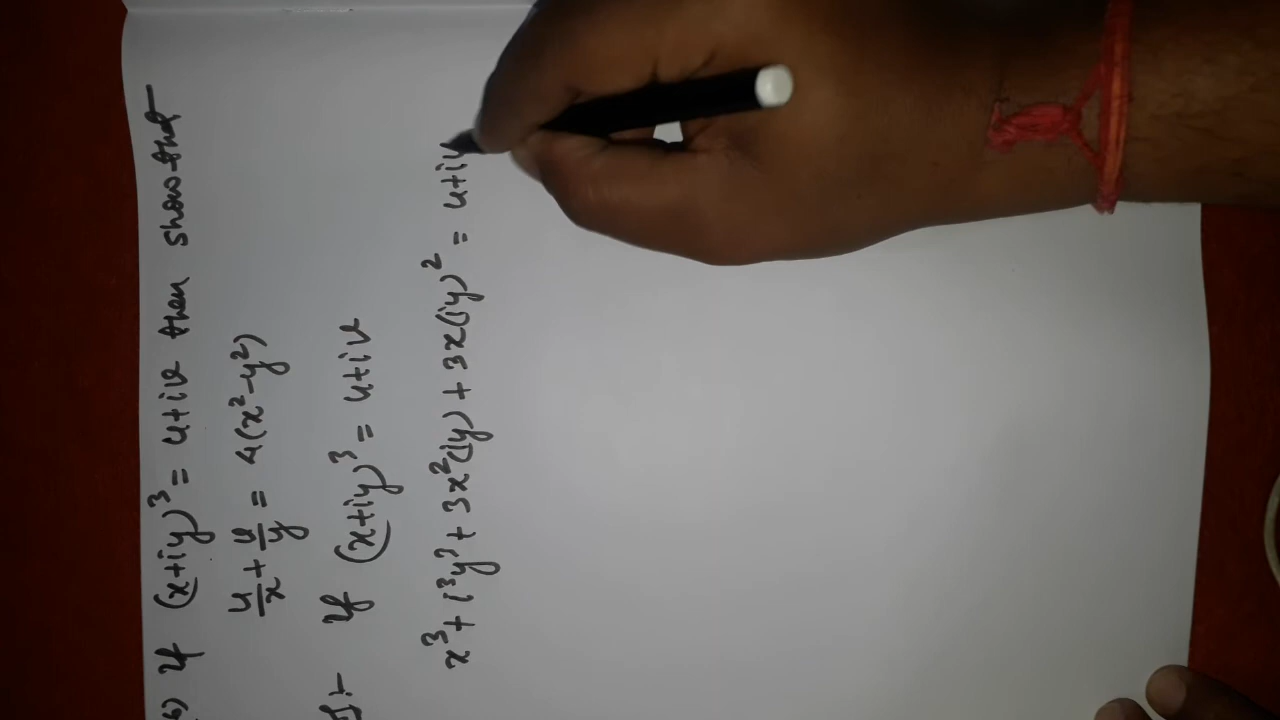 6) If (x+iy)³ = u+iv then show that
u/x + v/y = 4(x²-y²)
If (x+iy)³ = u+iv
x³ + i³y³ + 3x²(iy) + 3x(iy)² = u+iv